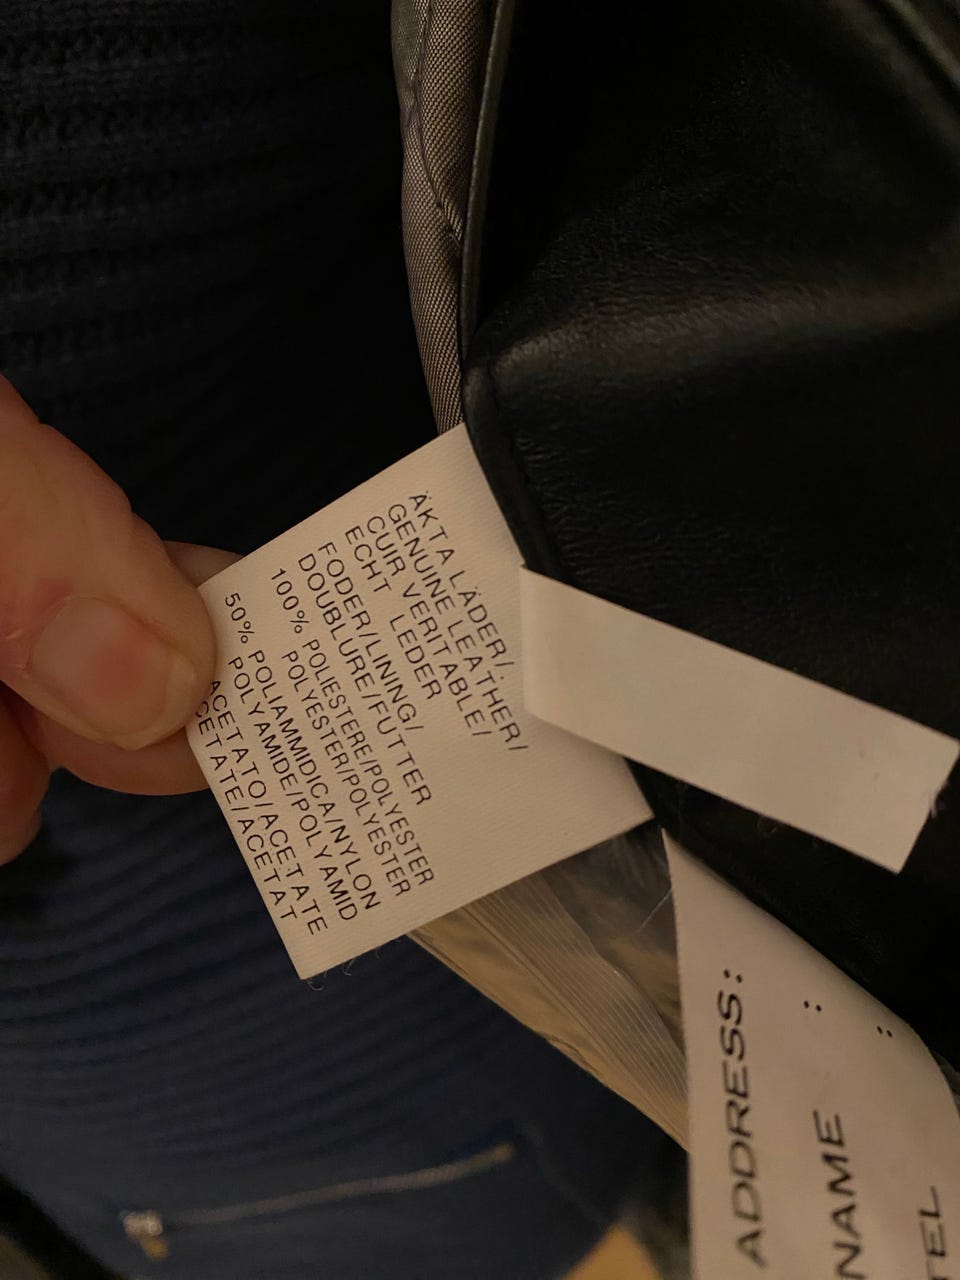 ÄKTA LÄDER/
GENUINE LEATHER/
CUIR VERITABLE/
ECHT LEDER
FODER/LINING/
DOUBLURE/FUTTER
100% POLIESTERE/POLYESTER
POLYESTER/POLYESTER
50% POLIAMMIDICA/NYLON
POLYAMIDE/POLYAMID
ACETATO/ACETATE
ACETATE/ACETAT
ADDRESS:
NAME :
TEL :